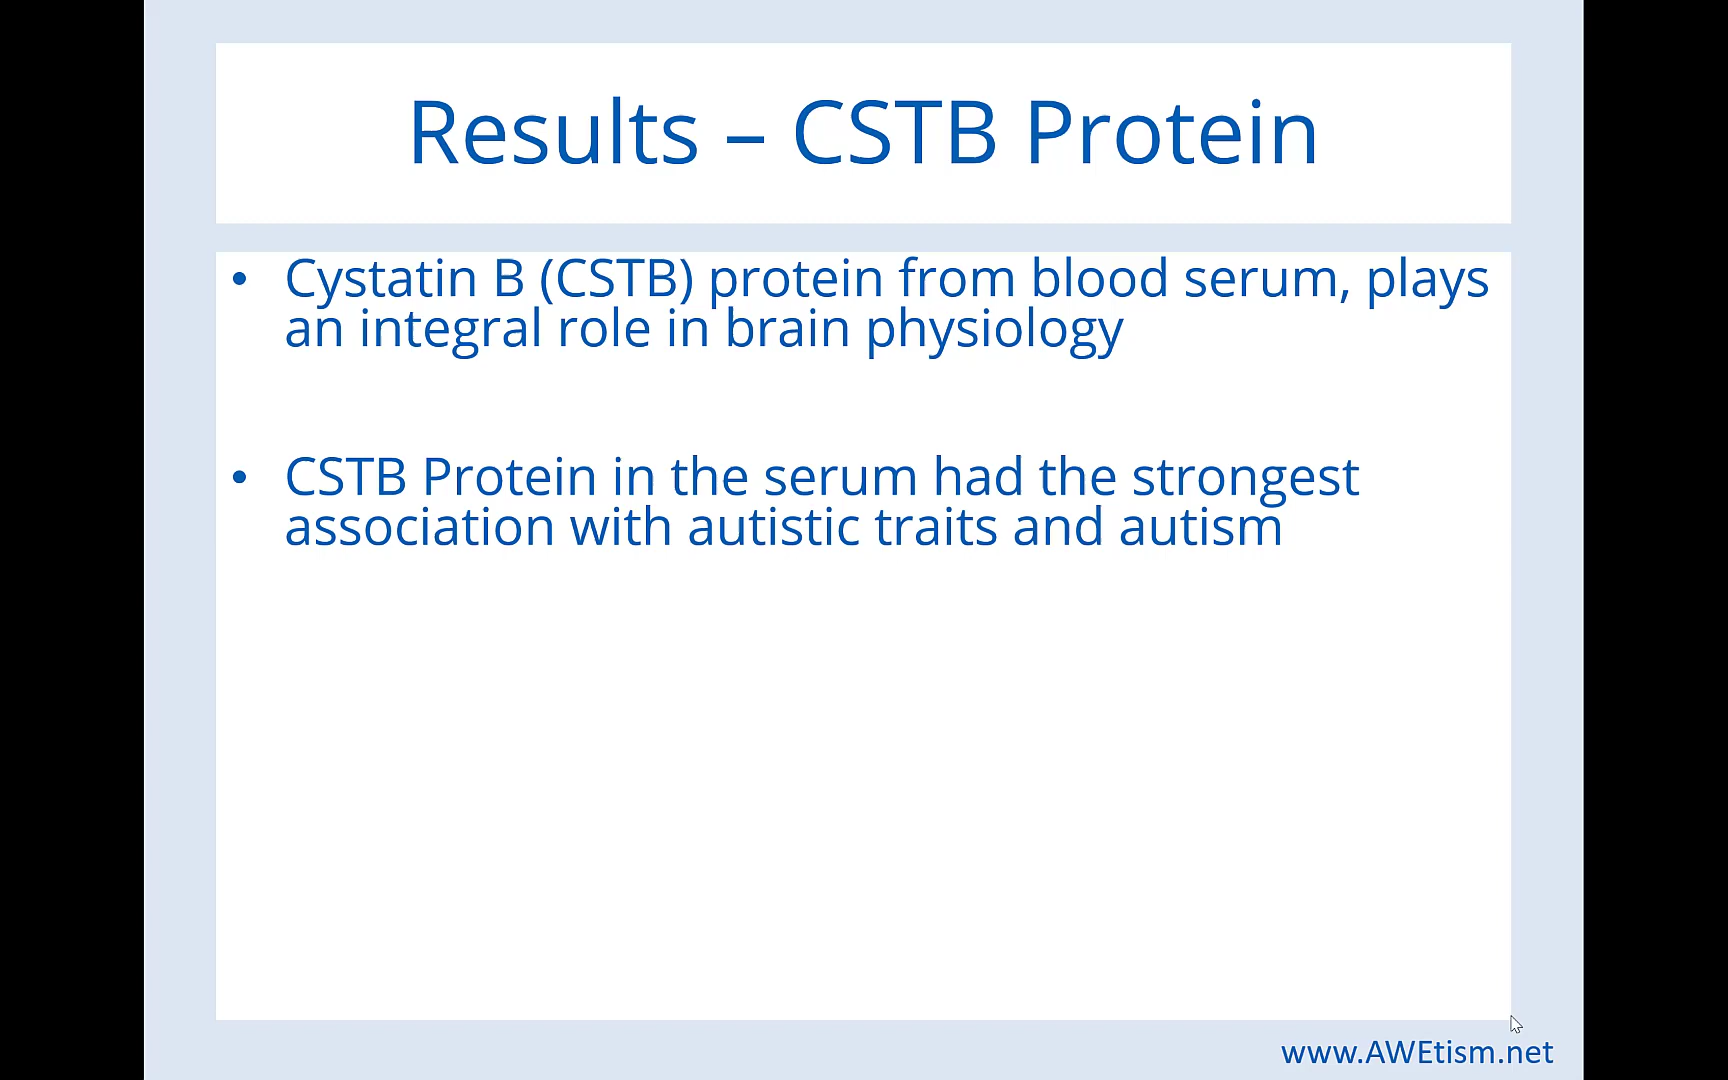 Results – CSTB Protein
• Cystatin B (CSTB) protein from blood serum, plays
an integral role in brain physiology
• CSTB Protein in the serum had the strongest
association with autistic traits and autism
www.AWEtism.net